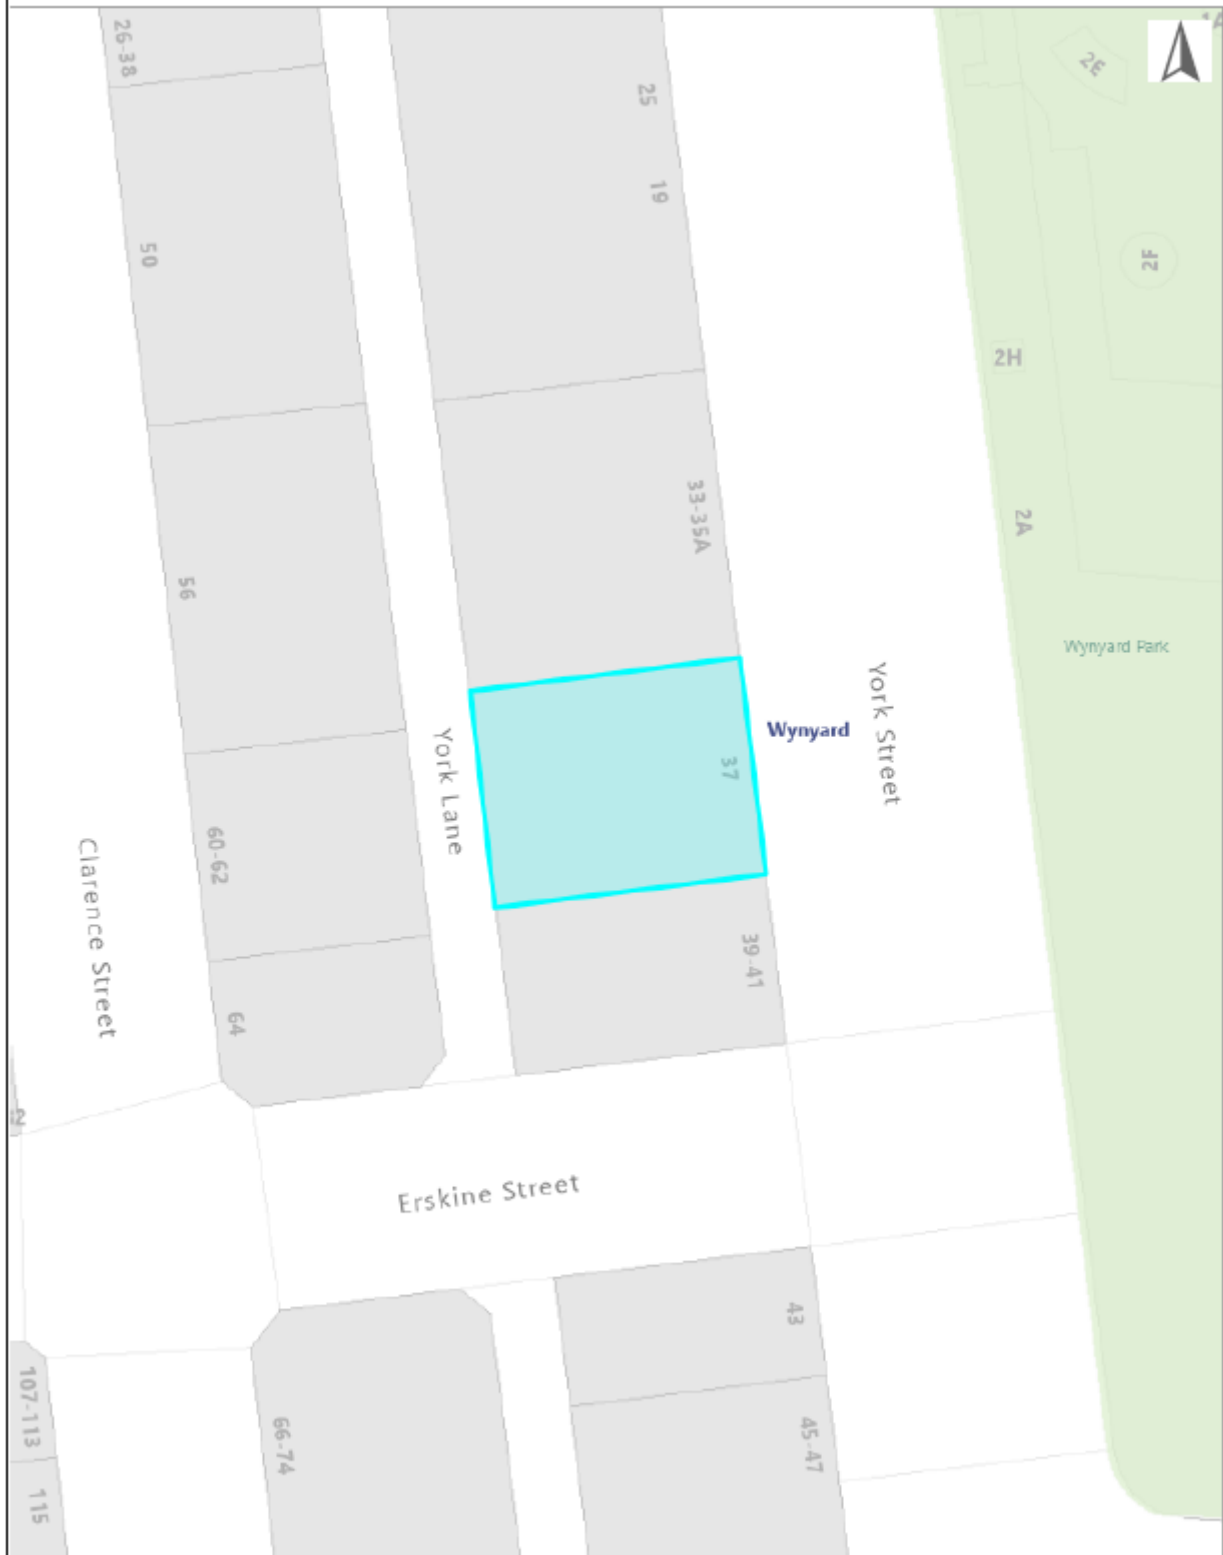 26-38
25
2E
19
50
2F
2H
33-35A
2A
56
Wynyard Park
York Street
Wynyard
37
York Lane
60-62
Clarence Street
39-41
64
Erskine Street
43
107-113
66-74
45-47
115